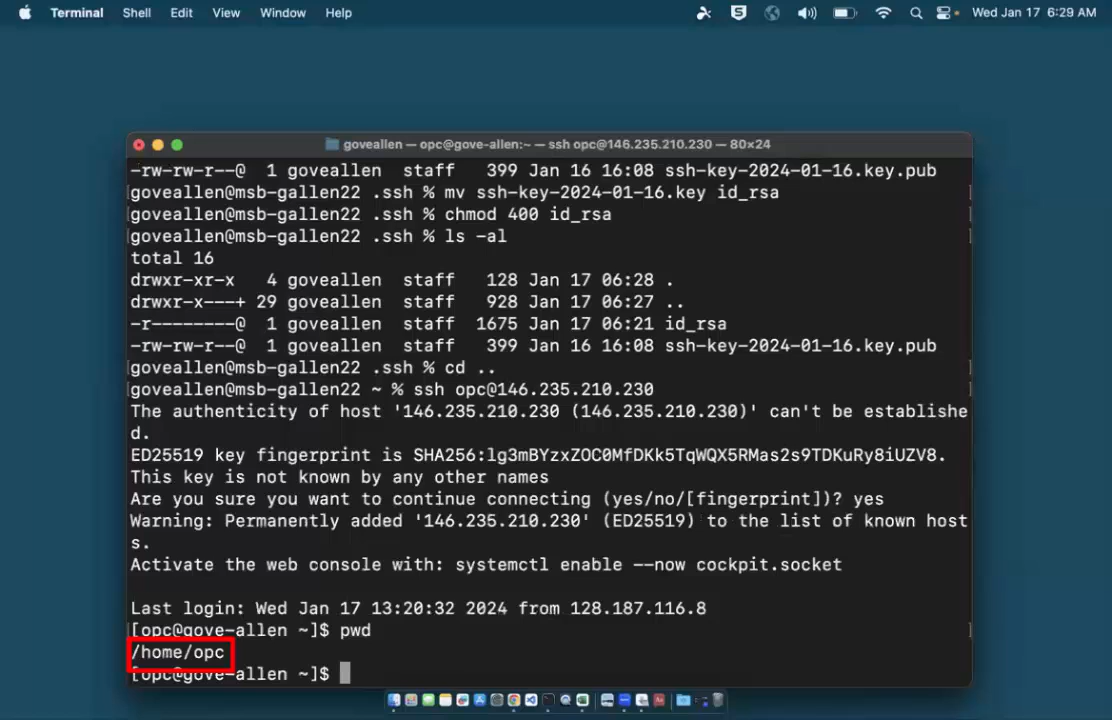 Terminal Shell Edit View Window Help Wed Jan 17 6:29 AM
goveallen — opc@gove-allen:~ — ssh opc@146.235.210.230 — 80×24
-rw-rw-r--@ 1 goveallen staff 399 Jan 16 16:08 ssh-key-2024-01-16.key.pub
[goveallen@msb-gallen22 .ssh % mv ssh-key-2024-01-16.key id_rsa ]
[goveallen@msb-gallen22 .ssh % chmod 400 id_rsa ]
[goveallen@msb-gallen22 .ssh % ls -al ]
total 16
drwxr-xr-x 4 goveallen staff 128 Jan 17 06:28 .
drwxr-x---+ 29 goveallen staff 928 Jan 17 06:27 ..
-r--------@ 1 goveallen staff 1675 Jan 17 06:21 id_rsa
-rw-rw-r--@ 1 goveallen staff 399 Jan 16 16:08 ssh-key-2024-01-16.key.pub
[goveallen@msb-gallen22 .ssh % cd .. ]
[goveallen@msb-gallen22 ~ % ssh opc@146.235.210.230 ]
The authenticity of host '146.235.210.230 (146.235.210.230)' can't be establishe
d.
ED25519 key fingerprint is SHA256:lg3mBYzxZOC0MfDKk5TqWQX5RMas2s9TDKuRy8iUZV8.
This key is not known by any other names
Are you sure you want to continue connecting (yes/no/[fingerprint])? yes
Warning: Permanently added '146.235.210.230' (ED25519) to the list of known host
s.
Activate the web console with: systemctl enable --now cockpit.socket
Last login: Wed Jan 17 13:20:32 2024 from 128.187.116.8
[opc@gove-allen ~]$ pwd ]
/home/opc
[opc@gove-allen ~]$